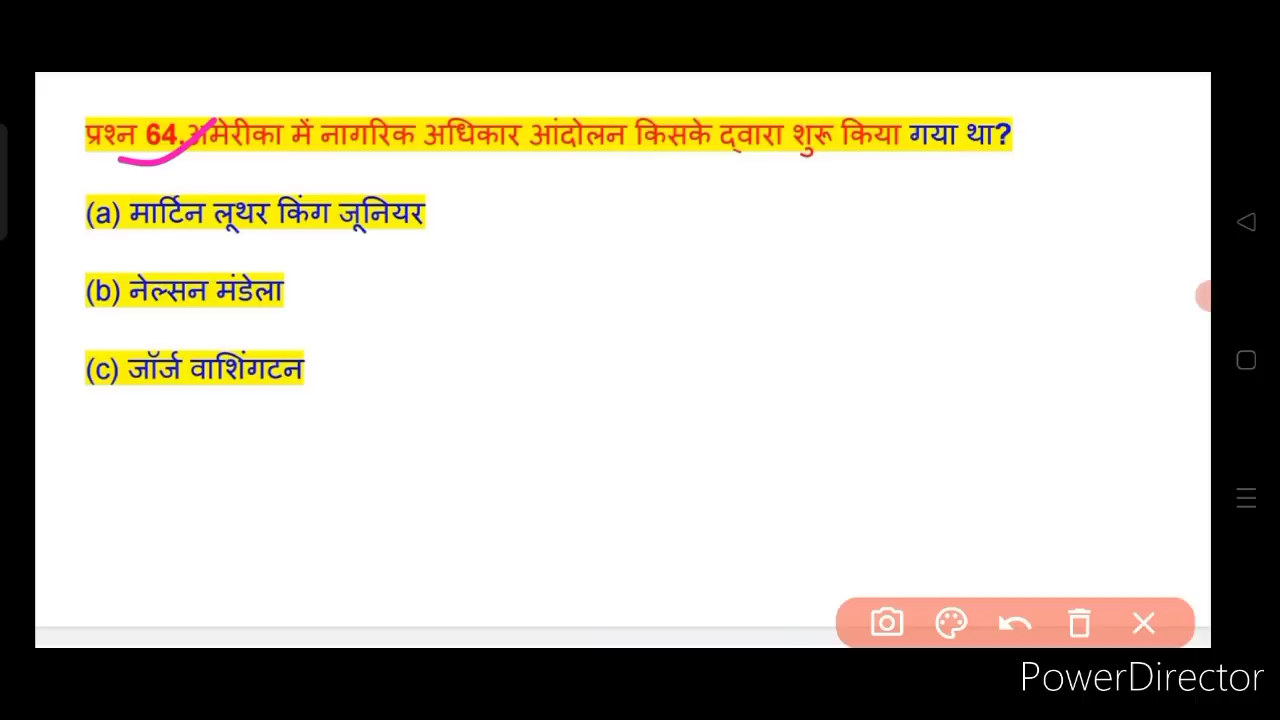 प्रश्न 64.अमेरीका में नागरिक अधिकार आंदोलन किसके द्वारा शुरू किया गया था?
(a) मार्टिन लूथर किंग जूनियर
(b) नेल्सन मंडेला
(c) जॉर्ज वाशिंगटन
PowerDirector